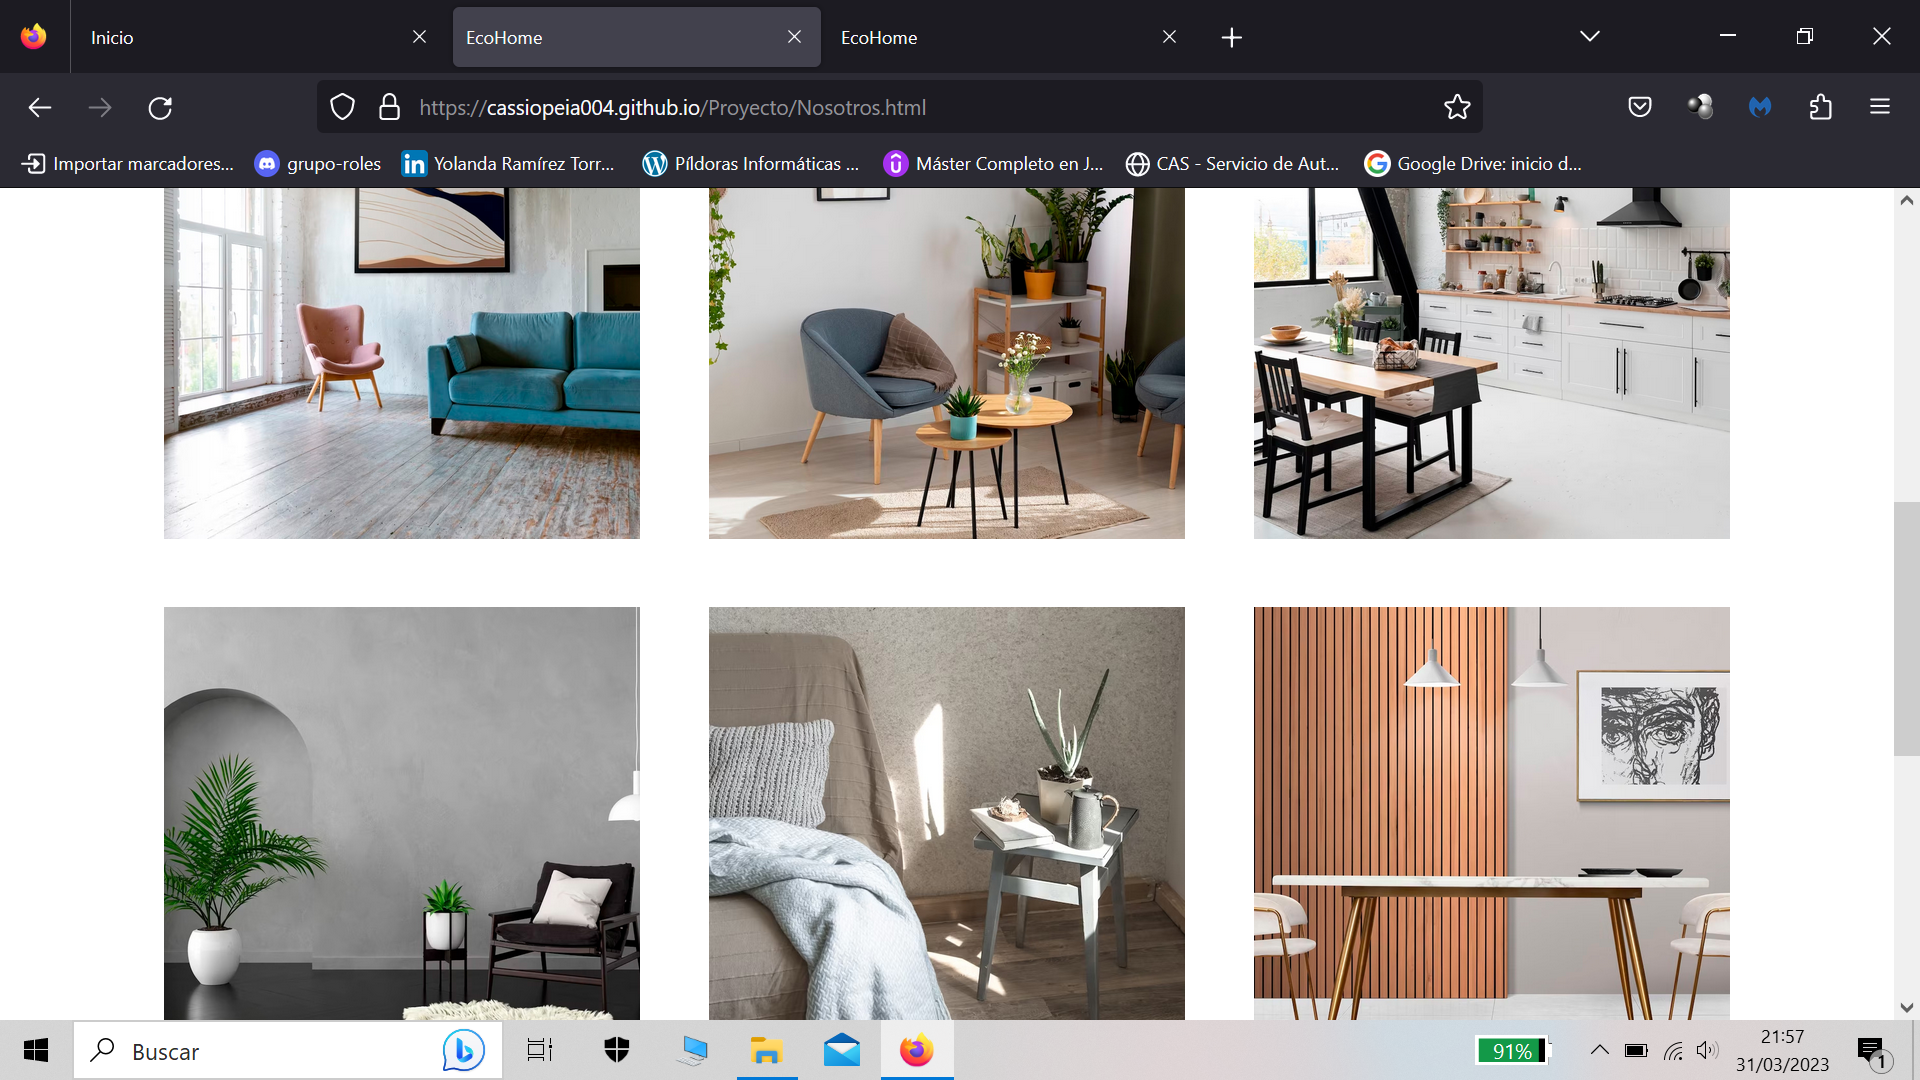 Inicio
EcoHome
EcoHome
https://cassiopeia004.github.io/Proyecto/Nosotros.html
Importar marcadores...
grupo-roles
Yolanda Ramírez Torr...
Píldoras Informáticas ...
Máster Completo en J...
CAS - Servicio de Aut...
Google Drive: inicio d...
Buscar
91%
21:57
31/03/2023
1